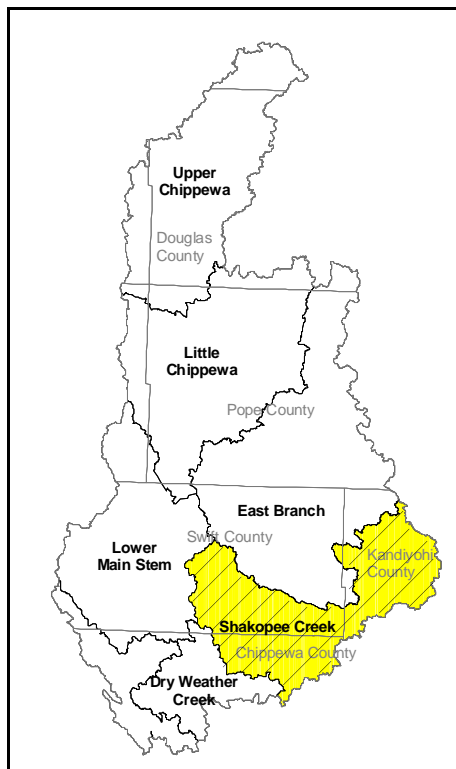 Upper
Chippewa
Douglas
County
Little
Chippewa
Pope County
East Branch
Swift County
Lower
Main Stem
Kandiyohi
County
Shakopee Creek
Chippewa County
Dry Weather
Creek